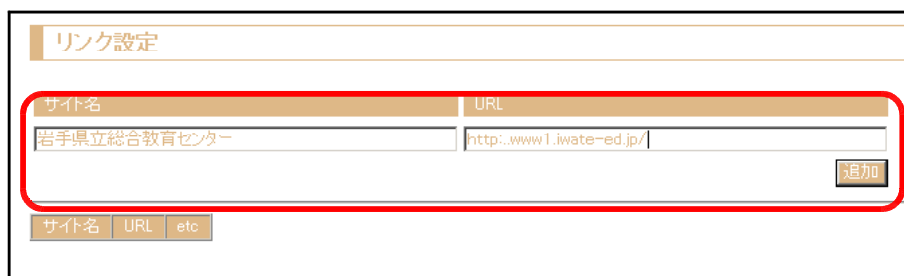 リンク設定
サイト名 URL
岩手県立総合教育センター http:..www1.iwate-ed.jp/
追加
サイト名 URL etc